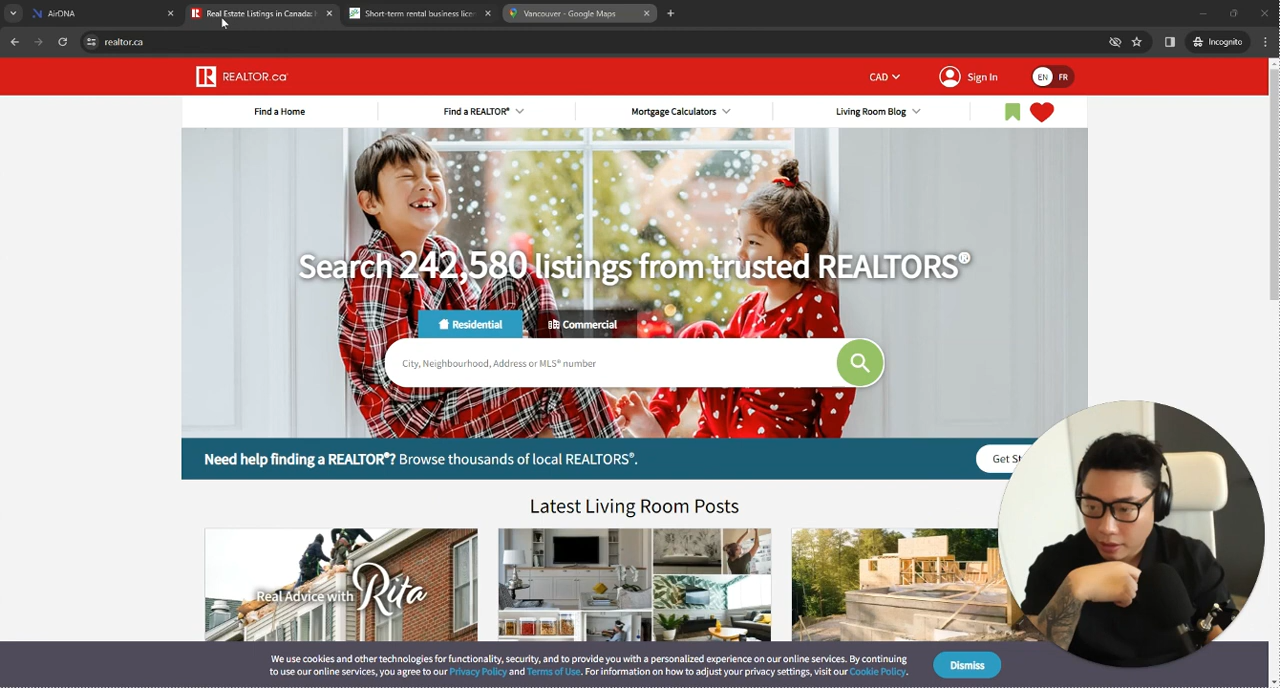 AirDNA
Real Estate Listings in Canada:
Short-term rental business lice
Vancouver - Google Maps
realtor.ca
Incognito
REALTOR.ca
CAD
Sign In
EN FR
Find a Home
Find a REALTOR®
Mortgage Calculators
Living Room Blog
Search 242,580 listings from trusted REALTORS®
Residential
Commercial
City, Neighbourhood, Address or MLS® number
Need help finding a REALTOR®? Browse thousands of local REALTORS®.
Get St
Latest Living Room Posts
Real Advice with Rita
We use cookies and other technologies for functionality, security, and to provide you with a personalized experience on our online services. By continuing
to use our online services, you agree to our Privacy Policy and Terms of Use. For information on how to adjust your privacy settings, visit our Cookie Policy.
Dismiss